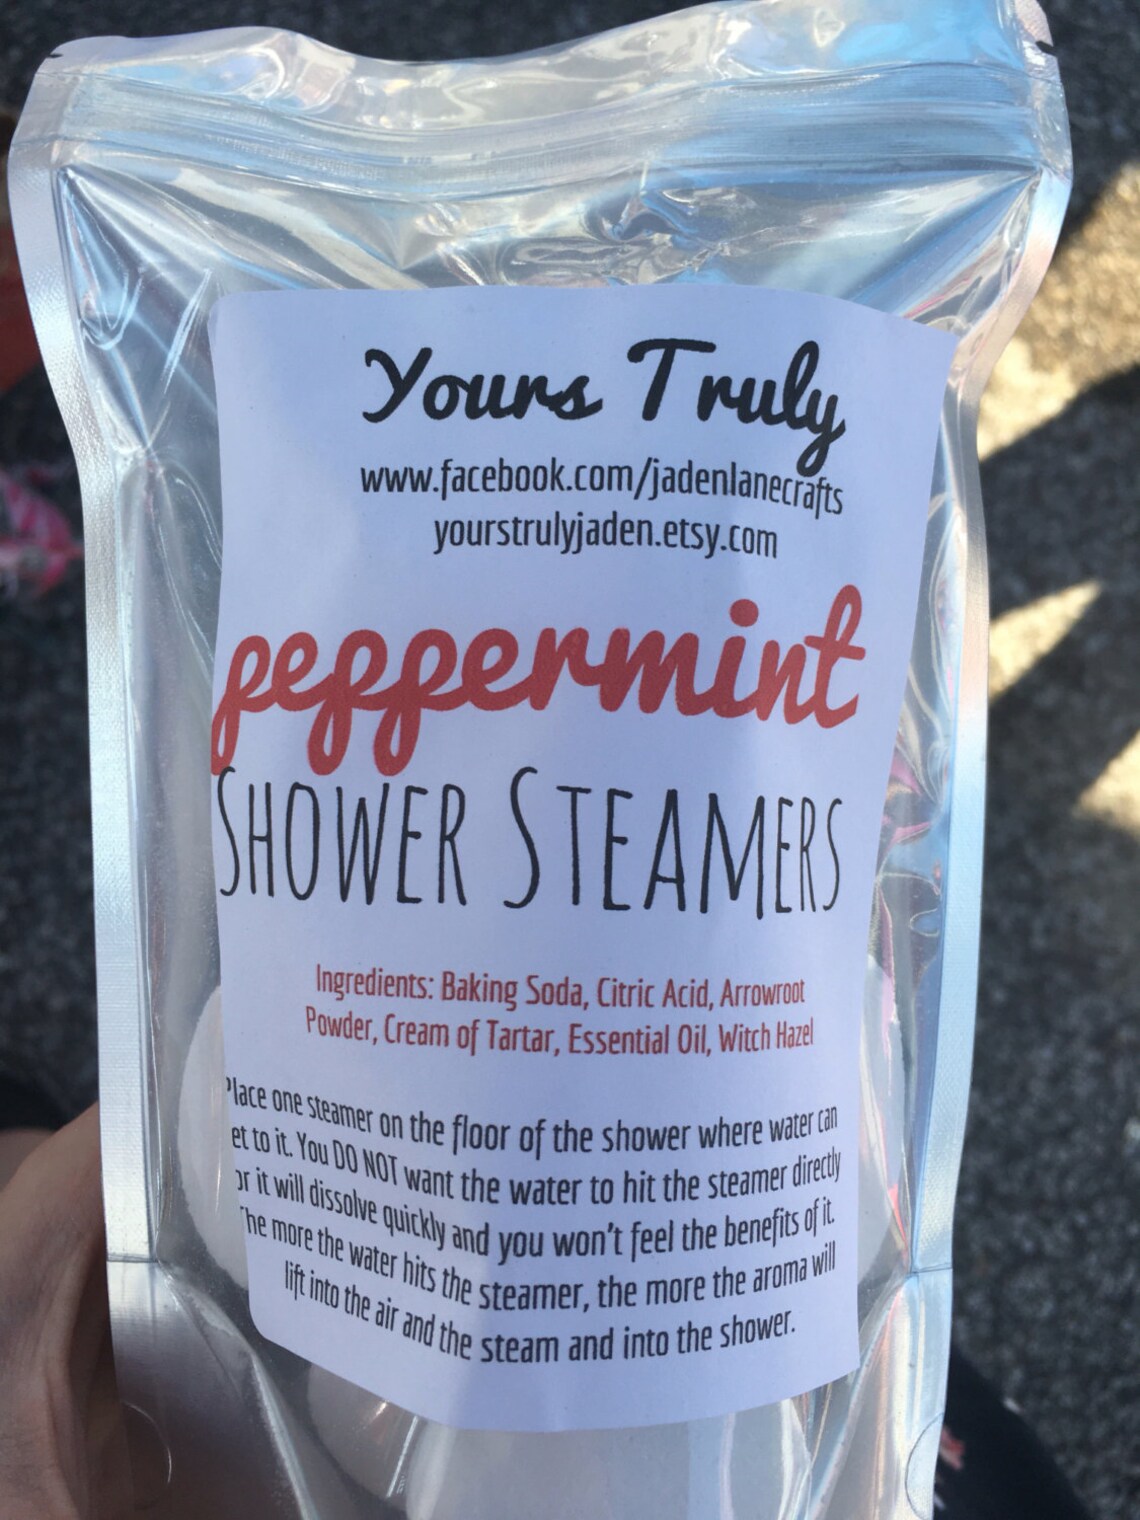 Yours Truly
www.facebook.com/jadenlanecrafts
yourstrulyjaden.etsy.com
peppermint
SHOWER STEAMERS
Ingredients: Baking Soda, Citric Acid, Arrowroot
Powder, Cream of Tartar, Essential Oil, Witch Hazel
Place one steamer on the floor of the shower where water can
et to it. You DO NOT want the water to hit the steamer directly
or it will dissolve quickly and you won't feel the benefits of it.
The more the water hits the steamer, the more the aroma will
lift into the air and the steam and into the shower.